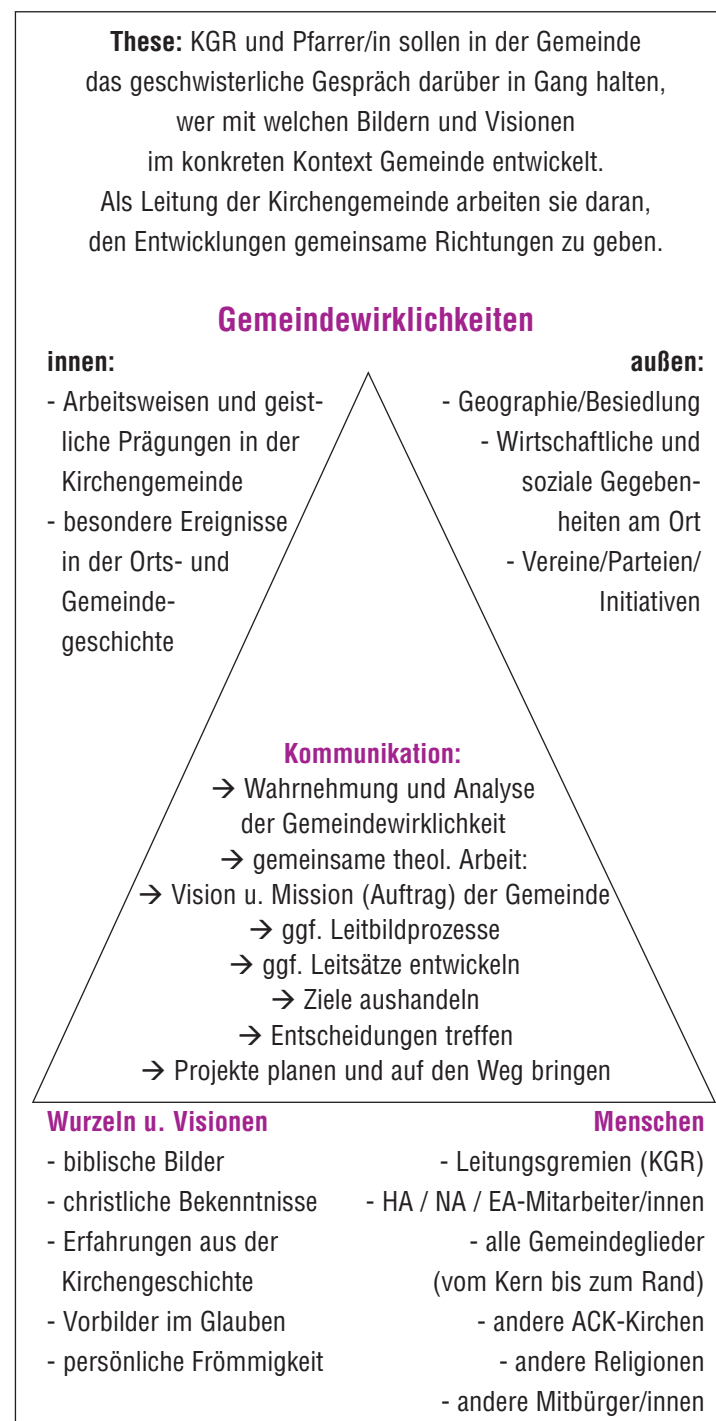 These: KGR und Pfarrer/in sollen in der Gemeinde
das geschwisterliche Gespräch darüber in Gang halten,
wer mit welchen Bildern und Visionen
im konkreten Kontext Gemeinde entwickelt.
Als Leitung der Kirchengemeinde arbeiten sie daran,
den Entwicklungen gemeinsame Richtungen zu geben.
Gemeindewirklichkeiten
innen:
- Arbeitsweisen und geist-
liche Prägungen in der
Kirchengemeinde
- besondere Ereignisse
in der Orts- und
Gemeinde-
geschichte
außen:
- Geographie/Besiedlung
- Wirtschaftliche und
soziale Gegeben-
heiten am Ort
- Vereine/Parteien/
Initiativen
Kommunikation:
→ Wahrnehmung und Analyse
der Gemeindewirklichkeit
→ gemeinsame theol. Arbeit:
→ Vision u. Mission (Auftrag) der Gemeinde
→ ggf. Leitbildprozesse
→ ggf. Leitsätze entwickeln
→ Ziele aushandeln
→ Entscheidungen treffen
→ Projekte planen und auf den Weg bringen
Wurzeln u. Visionen
- biblische Bilder
- christliche Bekenntnisse
- Erfahrungen aus der
Kirchengeschichte
- Vorbilder im Glauben
- persönliche Frömmigkeit
Menschen
- Leitungsgremien (KGR)
- HA / NA / EA-Mitarbeiter/innen
- alle Gemeindeglieder
(vom Kern bis zum Rand)
- andere ACK-Kirchen
- andere Religionen
- andere Mitbürger/innen